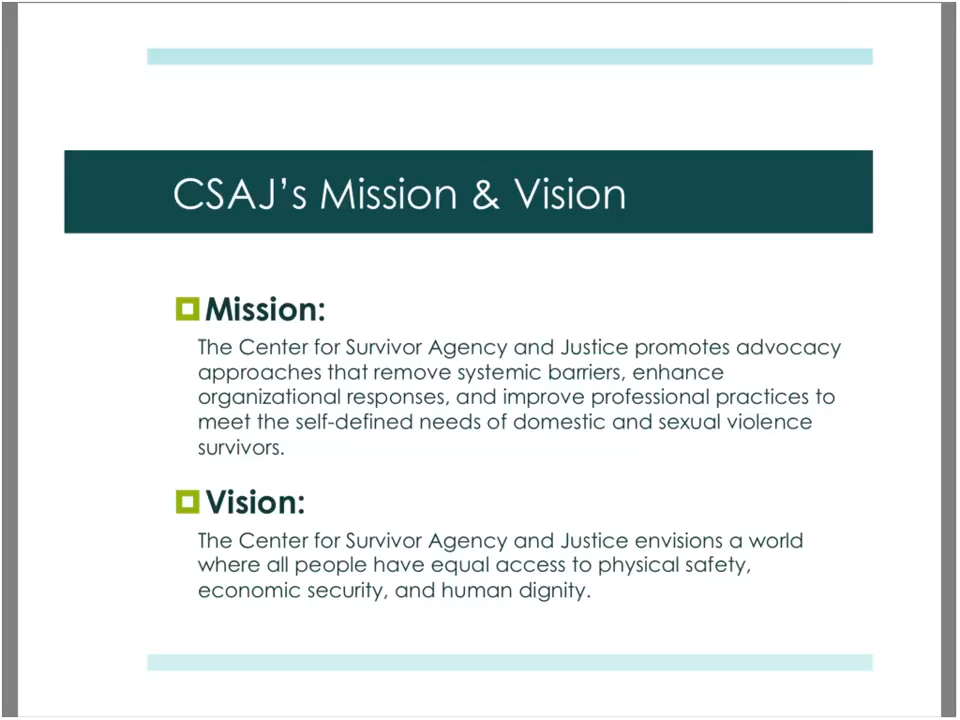 CSAJ’s Mission & Vision
Mission:
The Center for Survivor Agency and Justice promotes advocacy
approaches that remove systemic barriers, enhance
organizational responses, and improve professional practices to
meet the self-defined needs of domestic and sexual violence
survivors.
Vision:
The Center for Survivor Agency and Justice envisions a world
where all people have equal access to physical safety,
economic security, and human dignity.